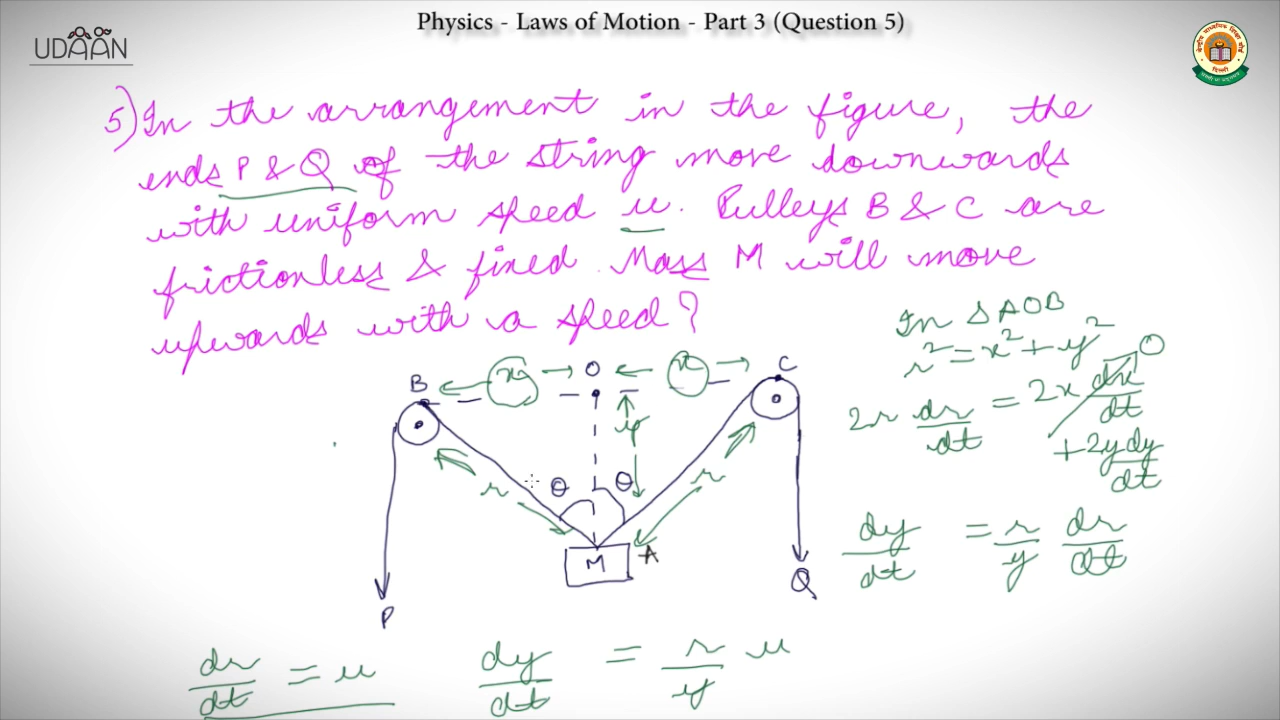 Physics - Laws of Motion - Part 3 (Question 5)
UDAAN
5) In the arrangement in the figure, the
ends P & Q of the string move downwards
with uniform speed u. Pulleys B & C are
frictionless & fixed. Mass M will move
upwards with a speed?
In △AOB
r² = x² + y²
2r dr/dt = 2x dx/dt 0
+ 2y dy/dt
dy/dt = r/y dr/dt
B x O x C
y
θ θ
r r
M A
P Q
dr/dt = u dy/dt = r/y u